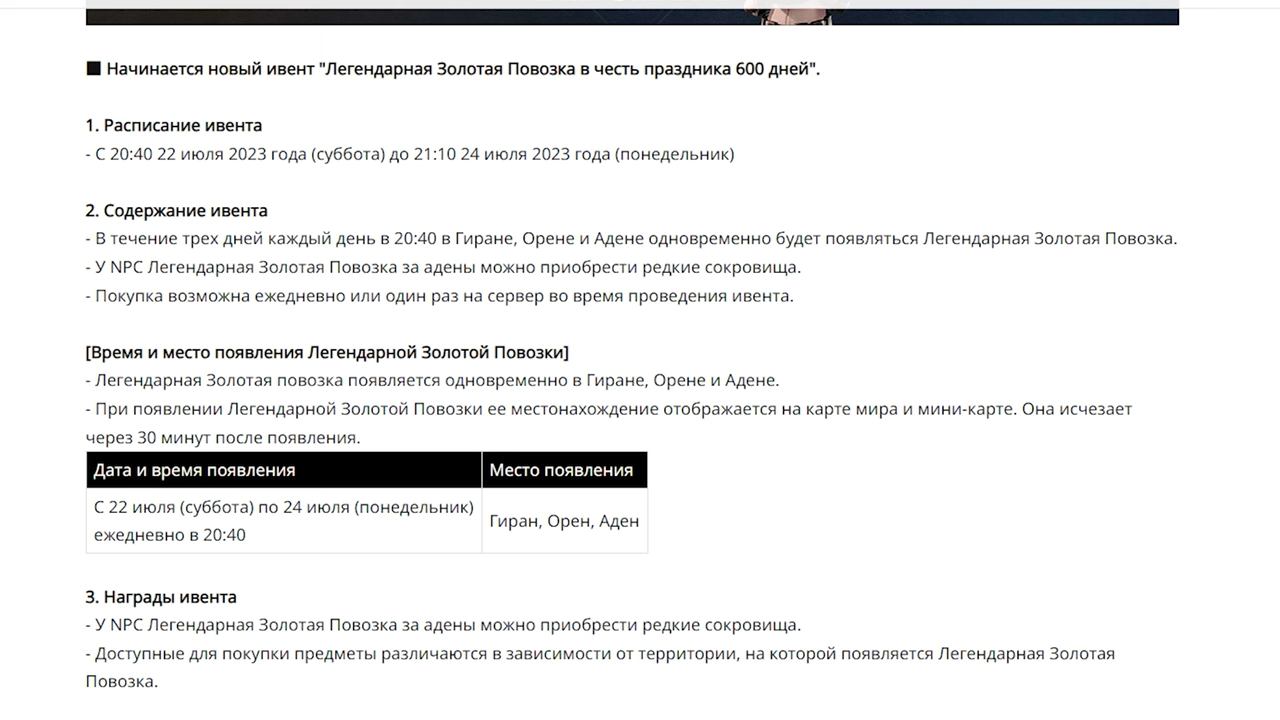 ■ Начинается новый ивент "Легендарная Золотая Повозка в честь праздника 600 дней".
1. Расписание ивента
- С 20:40 22 июля 2023 года (суббота) до 21:10 24 июля 2023 года (понедельник)
2. Содержание ивента
- В течение трех дней каждый день в 20:40 в Гиране, Орене и Адене одновременно будет появляться Легендарная Золотая Повозка.
- У NPC Легендарная Золотая Повозка за адены можно приобрести редкие сокровища.
- Покупка возможна ежедневно или один раз на сервер во время проведения ивента.
[Время и место появления Легендарной Золотой Повозки]
- Легендарная Золотая повозка появляется одновременно в Гиране, Орене и Адене.
- При появлении Легендарной Золотой Повозки ее местонахождение отображается на карте мира и мини-карте. Она исчезает
через 30 минут после появления.
Дата и время появления Место появления
С 22 июля (суббота) по 24 июля (понедельник)
ежедневно в 20:40
Гиран, Орен, Аден
3. Награды ивента
- У NPC Легендарная Золотая Повозка за адены можно приобрести редкие сокровища.
- Доступные для покупки предметы различаются в зависимости от территории, на которой появляется Легендарная Золотая
Повозка.